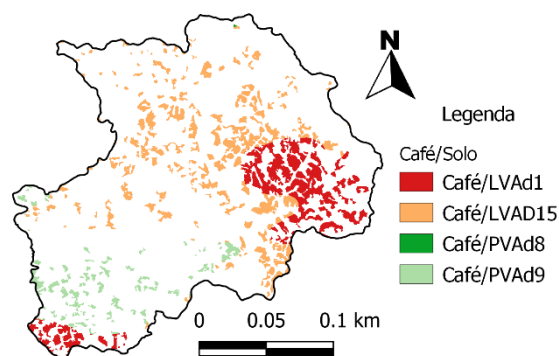 N
Legenda
Café/Solo
Café/LVAd1
Café/LVAD15
Café/PVAd8
Café/PVAd9
0 0.05 0.1 km